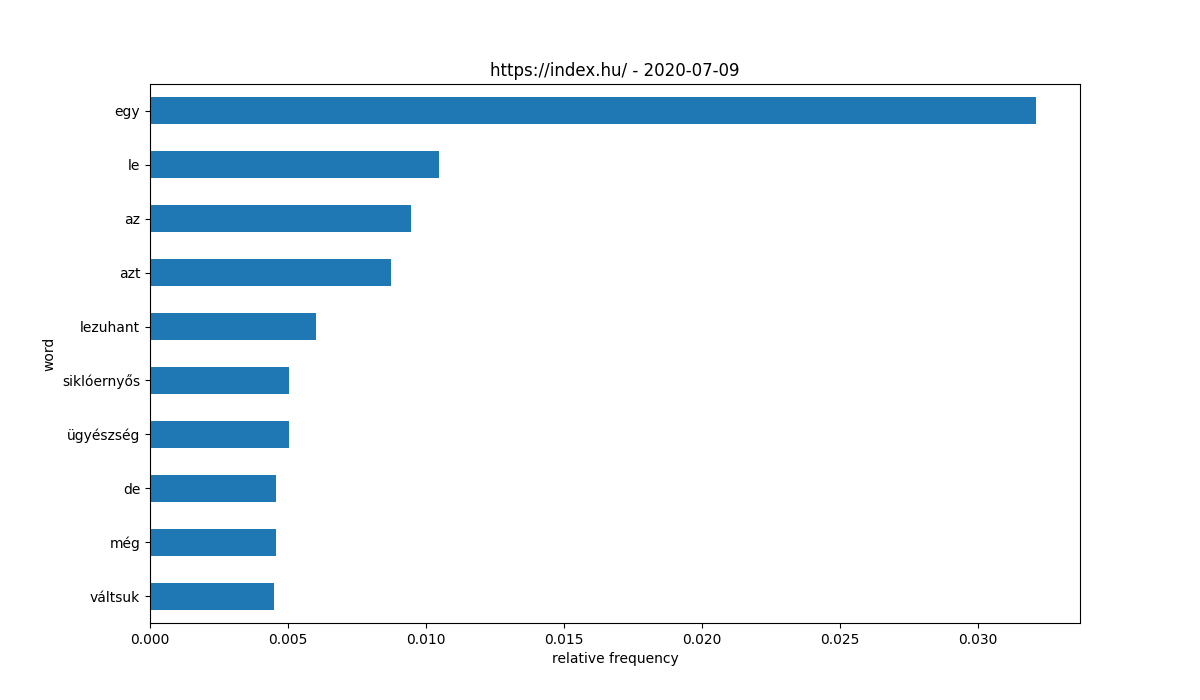 https://index.hu/ - 2020-07-09
egy
le
az
azt
lezuhant
siklóernyős
ügyészség
de
még
váltsuk
word
0.000 0.005 0.010 0.015 0.020 0.025 0.030
relative frequency